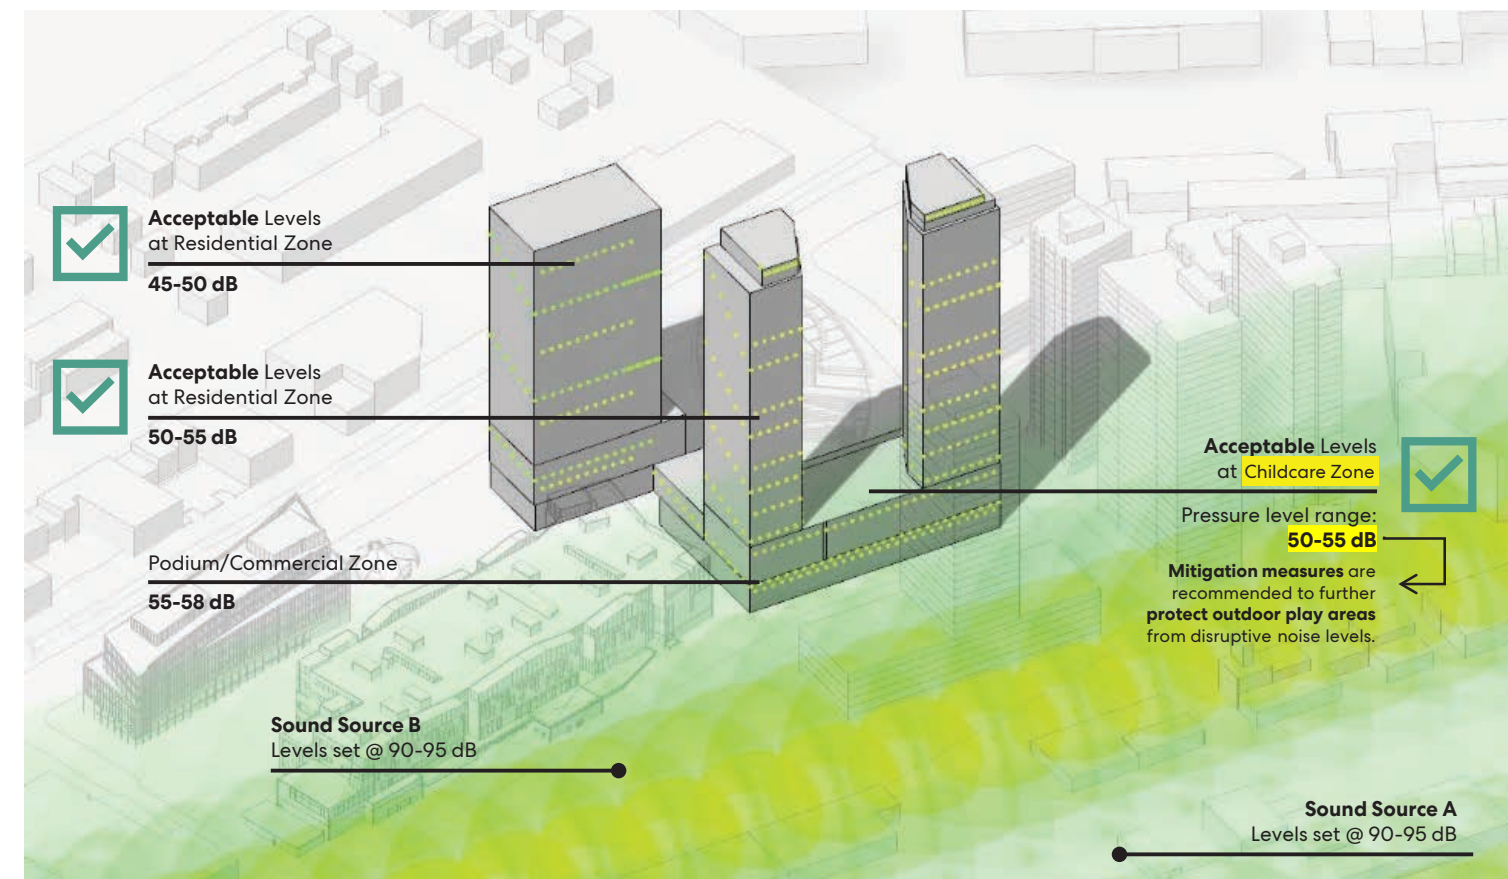 Acceptable Levels
at Residential Zone
45-50 dB
Acceptable Levels
at Residential Zone
50-55 dB
Podium/Commercial Zone
55-58 dB
Acceptable Levels
at Childcare Zone
Pressure level range:
50-55 dB
Mitigation measures are
recommended to further
protect outdoor play areas
from disruptive noise levels.
Sound Source B
Levels set @ 90-95 dB
Sound Source A
Levels set @ 90-95 dB